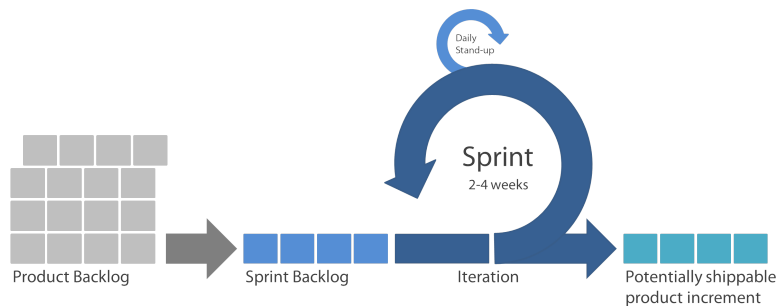 Daily
Stand-up
Sprint
2-4 weeks
Product Backlog
Sprint Backlog
Iteration
Potentially shippable
product increment